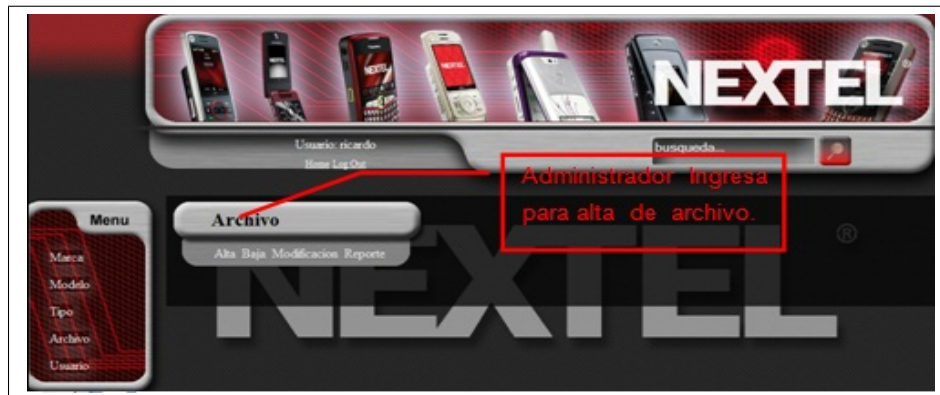 NEXTEL
Usuario: ricardo
Home Log Out
busqueda...
Administrador Ingresa
para alta de archivo.
Menu
Marca
Modelo
Tipo
Archivo
Usuario
Archivo
Alta Baja Modificacion Reporte
NEXTEL®